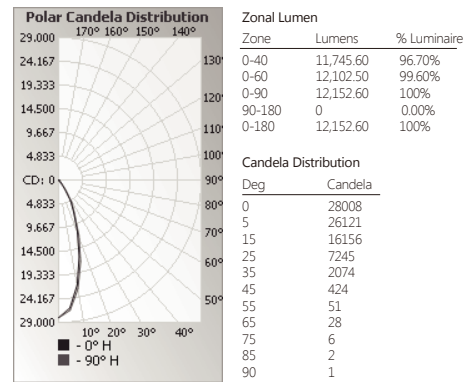 Polar Candela Distribution
29.000 170° 160° 150° 140°
24.167 130°
19.333 120°
14.500 110°
9.667 100°
4.833
CD: 0 90°
4.833 80°
9.667 70°
14.500 60°
19.333
24.167 50°
29.000
10° 20° 30° 40°
- 0° H
- 90° H
Zonal Lumen
Zone Lumens % Luminaire
0-40 11,745.60 96.70%
0-60 12,102.50 99.60%
0-90 12,152.60 100%
90-180 0 0.00%
0-180 12,152.60 100%
Candela Distribution
Deg Candela
0 28008
5 26121
15 16156
25 7245
35 2074
45 424
55 51
65 28
75 6
85 2
90 1